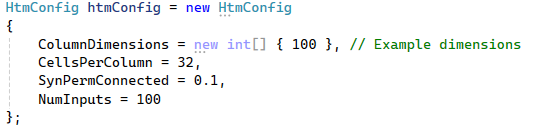 HtmConfig htmConfig = new HtmConfig
{
    ColumnDimensions = new int[] { 100 }, // Example dimensions
    CellsPerColumn = 32,
    SynPermConnected = 0.1,
    NumInputs = 100
};